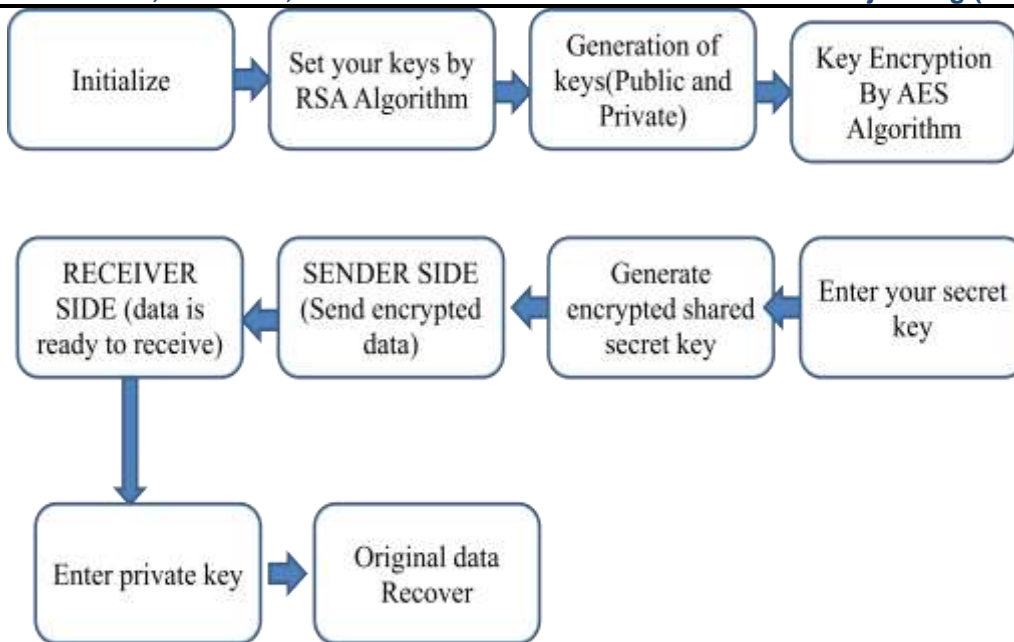 Initialize
Set your keys by
RSA Algorithm
Generation of
keys(Public and
Private)
Key Encryption
By AES
Algorithm
RECEIVER
SIDE (data is
ready to receive)
SENDER SIDE
(Send encrypted
data)
Generate
encrypted shared
secret key
Enter your secret
key
Enter private key
Original data
Recover